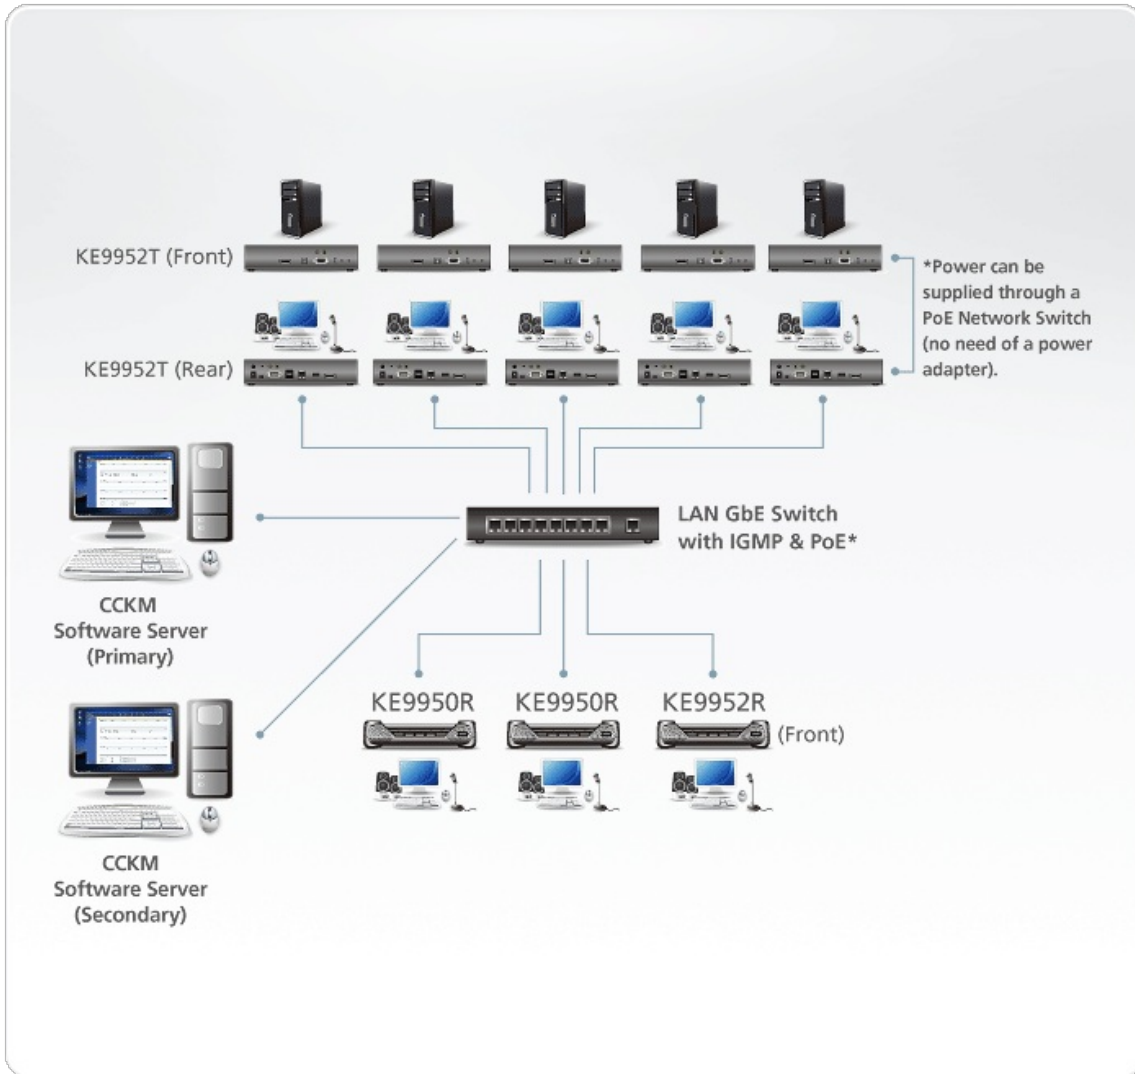 KE9952T (Front)
*Power can be
supplied through a
PoE Network Switch
(no need of a power
adapter).
KE9952T (Rear)
LAN GbE Switch
with IGMP & PoE*
CCKM
Software Server
(Primary)
KE9950R
KE9950R
KE9952R
(Front)
CCKM
Software Server
(Secondary)